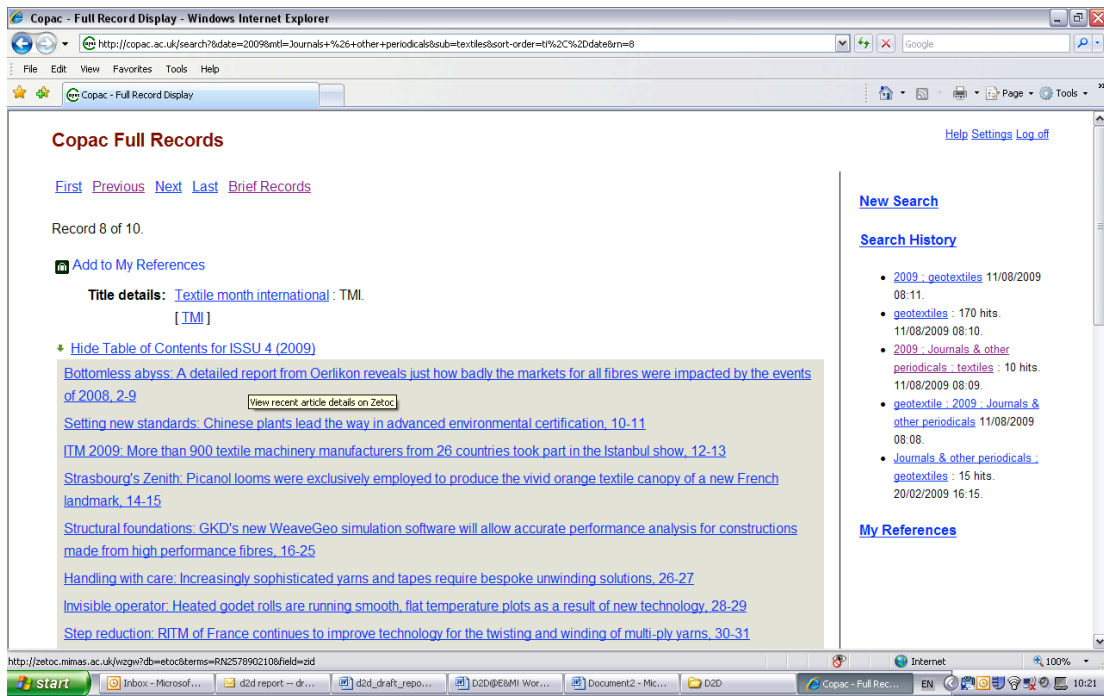 Copac - Full Record Display - Windows Internet Explorer
http://copac.ac.uk/search?&date=2009&mtl=Journals+%26+other+periodicals&sub=textiles&sort-order=ti%2C%2Ddate&rn=8
Google
File Edit View Favorites Tools Help
Copac - Full Record Display
Page Tools
Copac Full Records
Help Settings Log off
First Previous Next Last Brief Records
Record 8 of 10.
Add to My References
Title details: Textile month international : TMI.
[ TMI ]
Hide Table of Contents for ISSU 4 (2009)
Bottomless abyss: A detailed report from Oerlikon reveals just how badly the markets for all fibres were impacted by the events
of 2008, 2-9
View recent article details on Zetoc
Setting new standards: Chinese plants lead the way in advanced environmental certification, 10-11
ITM 2009: More than 900 textile machinery manufacturers from 26 countries took part in the Istanbul show, 12-13
Strasbourg's Zenith: Picanol looms were exclusively employed to produce the vivid orange textile canopy of a new French
landmark, 14-15
Structural foundations: GKD's new WeaveGeo simulation software will allow accurate performance analysis for constructions
made from high performance fibres, 16-25
Handling with care: Increasingly sophisticated yarns and tapes require bespoke unwinding solutions, 26-27
Invisible operator: Heated godet rolls are running smooth, flat temperature plots as a result of new technology, 28-29
Step reduction: RITM of France continues to improve technology for the twisting and winding of multi-ply yarns, 30-31
New Search
Search History
2009 : geotextiles 11/08/2009
08:11.
geotextiles : 170 hits.
11/08/2009 08:10.
2009 : Journals & other
periodicals : textiles : 10 hits.
11/08/2009 08:09.
geotextile : 2009 : Journals &
other periodicals 11/08/2009
08:08.
Journals & other periodicals :
geotextiles : 15 hits.
20/02/2009 16:15.
My References
http://zetoc.mimas.ac.uk/wzgw?db=etoc&terms=RN257890210&field=zid
Internet
100%
start
Inbox - Microsof...
d2d report -- dr...
d2d_draft_repo...
D2D@E&MI Wor...
Document2 - Mic...
D2D
Copac - Full Rec...
EN
10:21